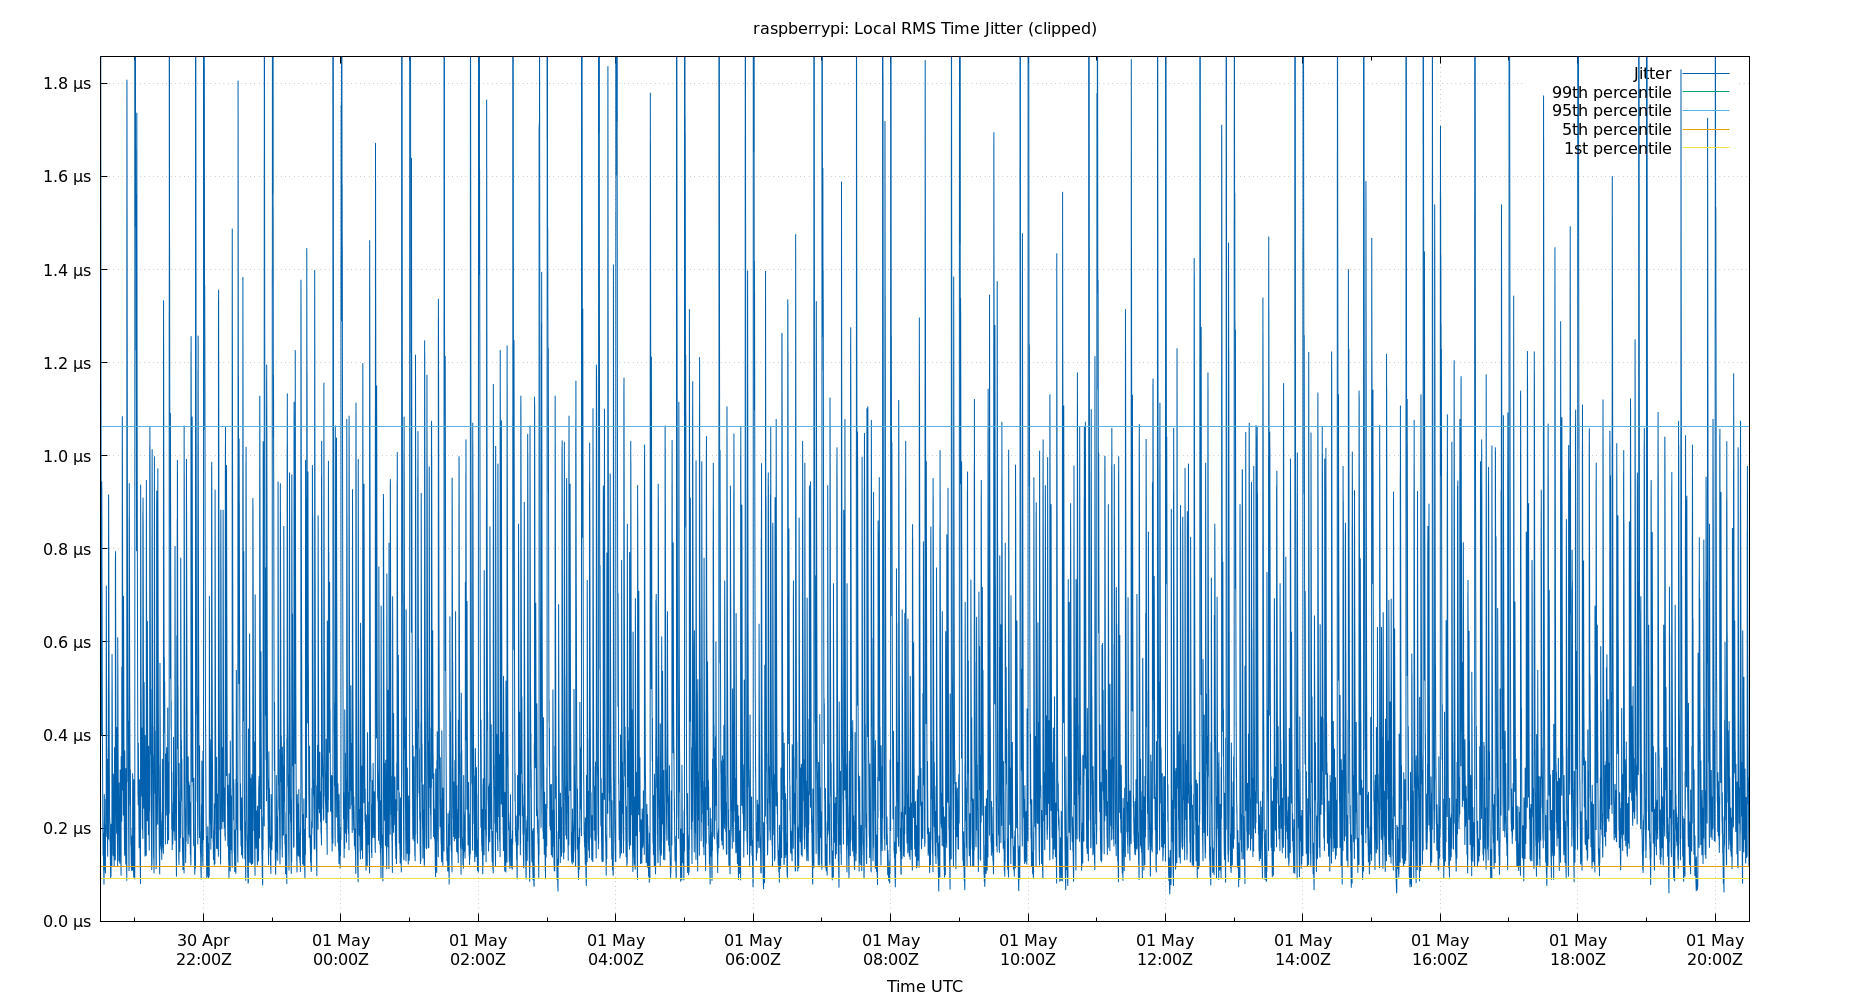 raspberrypi: Local RMS Time Jitter (clipped)
Jitter
99th percentile
95th percentile
5th percentile
1st percentile
1.8 µs
1.6 µs
1.4 µs
1.2 µs
1.0 µs
0.8 µs
0.6 µs
0.4 µs
0.2 µs
0.0 µs
30 Apr 01 May 01 May 01 May 01 May 01 May 01 May 01 May 01 May 01 May 01 May 01 May
22:00Z 00:00Z 02:00Z 04:00Z 06:00Z 08:00Z 10:00Z 12:00Z 14:00Z 16:00Z 18:00Z 20:00Z
Time UTC